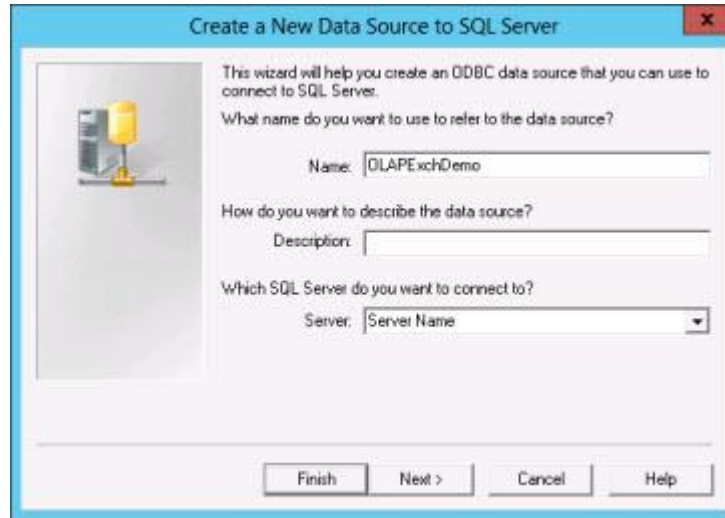 Create a New Data Source to SQL Server
x
This wizard will help you create an ODBC data source that you can use to
connect to SQL Server.
What name do you want to use to refer to the data source?
Name: OLAPExchDemo
How do you want to describe the data source?
Description:
Which SQL Server do you want to connect to?
Server: Server Name
Finish Next > Cancel Help